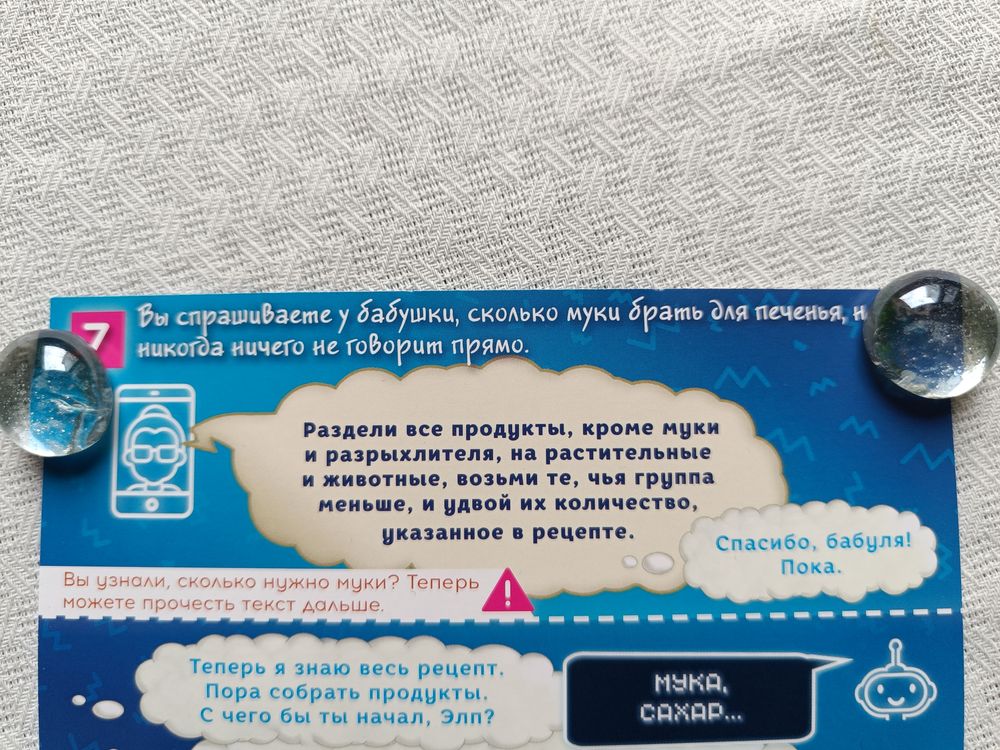 7
Вы спрашиваете у бабушки, сколько муки брать для печенья,
никогда ничего не говорит прямо.
Раздели все продукты, кроме муки
и разрыхлителя, на растительные
и животные, возьми те, чья группа
меньше, и удвой их количество,
указанное в рецепте.
Спасибо, бабуля!
Пока.
Вы узнали, сколько нужно муки? Теперь
можете прочесть текст дальше.
!
Теперь я знаю весь рецепт.
Пора собрать продукты.
С чего бы ты начал, Элп?
МУКА,
САХАР...